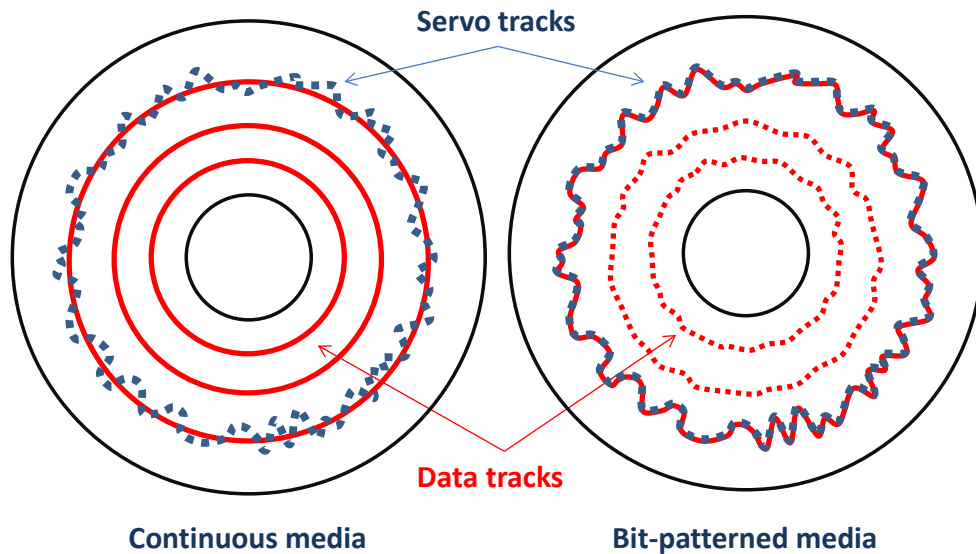 Servo tracks
Data tracks
Continuous media
Bit-patterned media